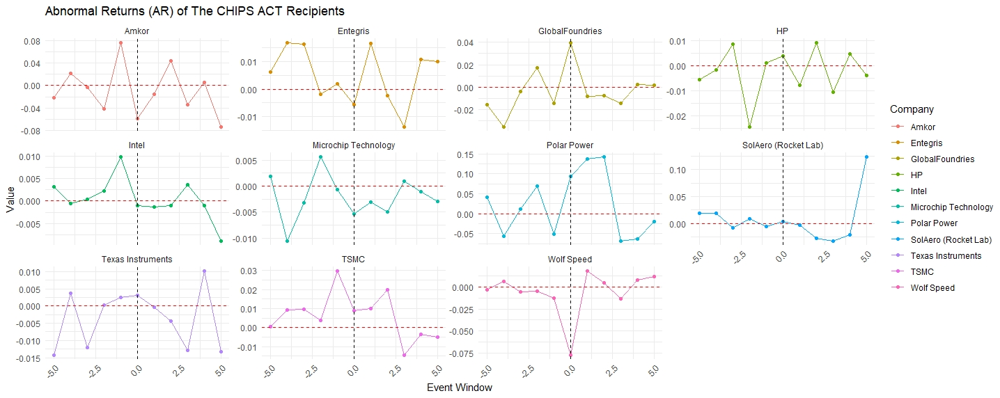 Abnormal Returns (AR) of The CHIPS ACT Recipients
Amkor
Entegris
GlobalFoundries
HP
0.08
0.04
0.00
-0.04
-0.08
0.01
0.00
-0.01
0.04
0.02
0.00
-0.02
0.01
0.00
-0.01
-0.02
Intel
Microchip Technology
Polar Power
SolAero (Rocket Lab)
0.010
0.005
0.000
-0.005
0.005
0.000
-0.005
-0.010
0.15
0.10
0.05
0.00
-0.05
0.10
0.05
0.00
-5.0
-2.5
0.0
2.5
5.0
Texas Instruments
TSMC
Wolf Speed
0.010
0.005
0.000
-0.005
-0.010
-0.015
0.03
0.02
0.01
0.00
-0.01
0.000
-0.025
-0.050
-0.075
-5.0
-2.5
0.0
2.5
5.0
-5.0
-2.5
0.0
2.5
5.0
-5.0
-2.5
0.0
2.5
5.0
Value
Event Window
Company
Amkor
Entegris
GlobalFoundries
HP
Intel
Microchip Technology
Polar Power
SolAero (Rocket Lab)
Texas Instruments
TSMC
Wolf Speed